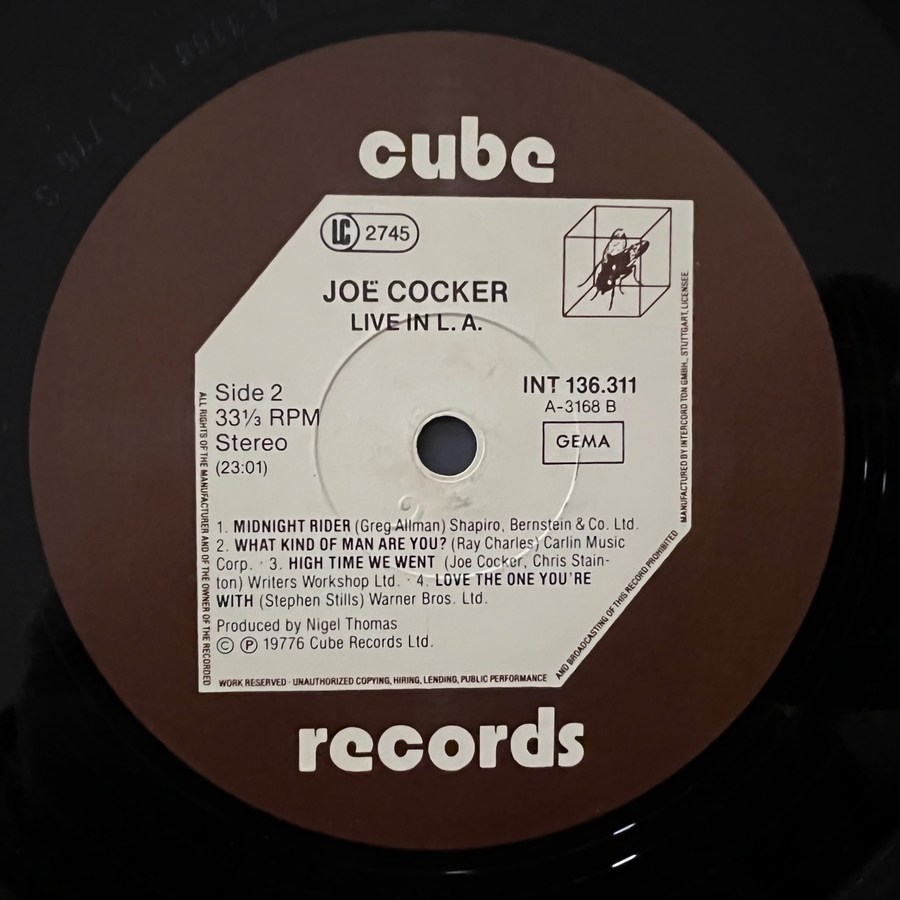 cube
LC 2745
JOË COCKER
LIVE IN L. A.
Side 2
33⅓ RPM
Stereo
(23:01)
INT 136.311
A-3168 B
GEMA
1. MIDNIGHT RIDER (Greg Allman) Shapiro, Bernstein & Co. Ltd.
2. WHAT KIND OF MAN ARE YOU? (Ray Charles) Carlin Music
Corp. · 3. HIGH TIME WE WENT (Joe Cocker, Chris Stain-
ton) Writers Workshop Ltd. · 4. LOVE THE ONE YOU'RE
WITH (Stephen Stills) Warner Bros. Ltd.
Produced by Nigel Thomas
© ℗ 19776 Cube Records Ltd.
ALL RIGHTS OF THE MANUFACTURER AND OF THE OWNER OF THE RECORDED
WORK RESERVED · UNAUTHORIZED COPYING, HIRING, LENDING, PUBLIC PERFORMANCE
AND BROADCASTING OF THIS RECORD PROHIBITED
MANUFACTURED BY INTERCORD TON GMBH., STUTTGART, LICENSEE
records